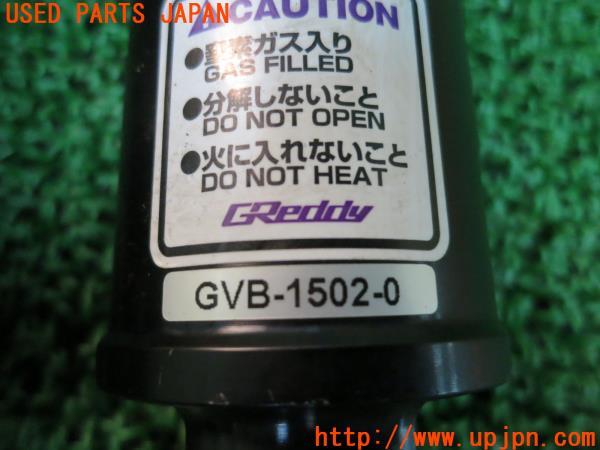 USED PARTS JAPAN
CAUTION
●窒素ガス入り
GAS FILLED
●分解しないこと
DO NOT OPEN
●火に入れないこと
DO NOT HEAT
GReddy
GVB-1502-0
http://www.upjpn.com